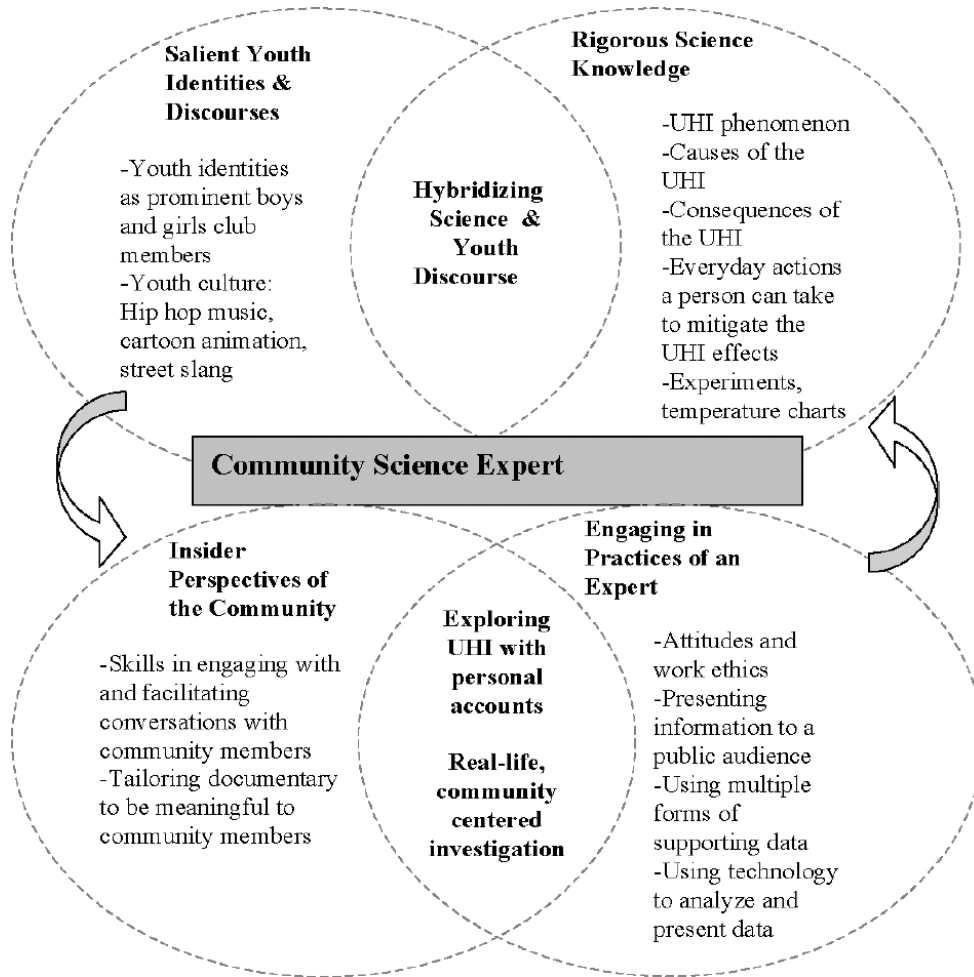 Salient Youth
Identities &
Discourses
-Youth identities
as prominent boys
and girls club
members
-Youth culture:
Hip hop music,
cartoon animation,
street slang
Hybridizing
Science &
Youth
Discourse
Rigorous Science
Knowledge
-UHI phenomenon
-Causes of the
UHI
-Consequences of
the UHI
-Everyday actions
a person can take
to mitigate the
UHI effects
-Experiments,
temperature charts
Community Science Expert
Insider
Perspectives of
the Community
-Skills in engaging with
and facilitating
conversations with
community members
-Tailoring documentary
to be meaningful to
community members
Exploring
UHI with
personal
accounts
Real-life,
community
centered
investigation
Engaging in
Practices of an
Expert
-Attitudes and
work ethics
-Presenting
information to a
public audience
-Using multiple
forms of
supporting data
-Using technology
to analyze and
present data